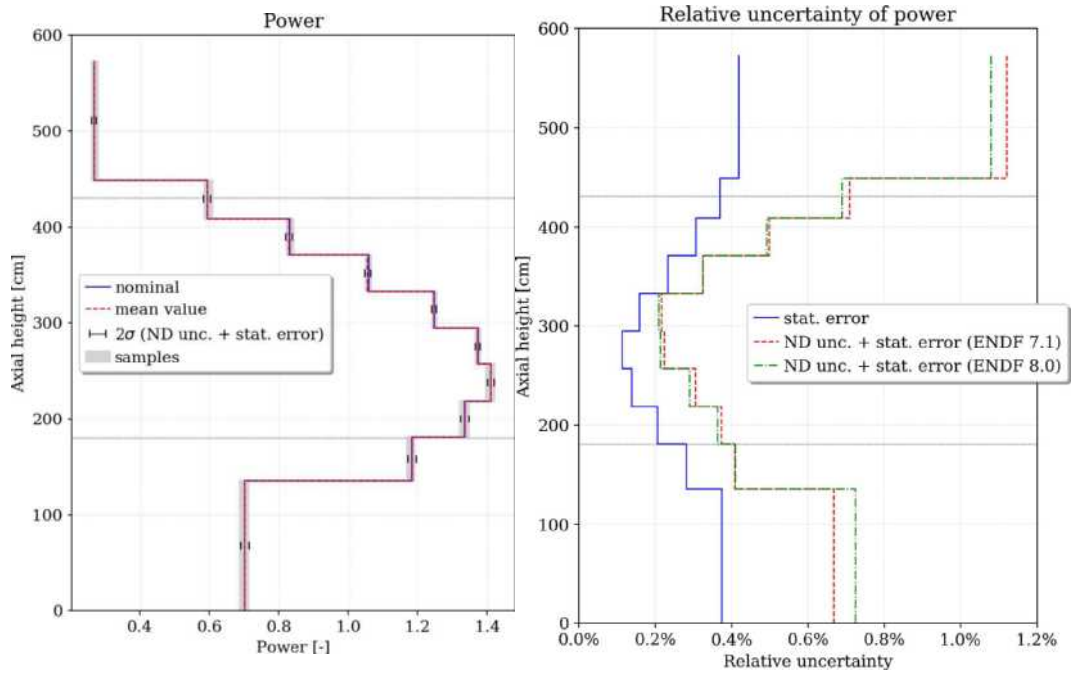 Power
600
500
400
300
200
100
0
Axial height [cm]
nominal
mean value
2σ (ND unc. + stat. error)
samples
0.4 0.6 0.8 1.0 1.2 1.4
Power [-]
Relative uncertainty of power
600
500
400
300
200
100
0
Axial height [cm]
stat. error
ND unc. + stat. error (ENDF 7.1)
ND unc. + stat. error (ENDF 8.0)
0.0% 0.2% 0.4% 0.6% 0.8% 1.0% 1.2%
Relative uncertainty